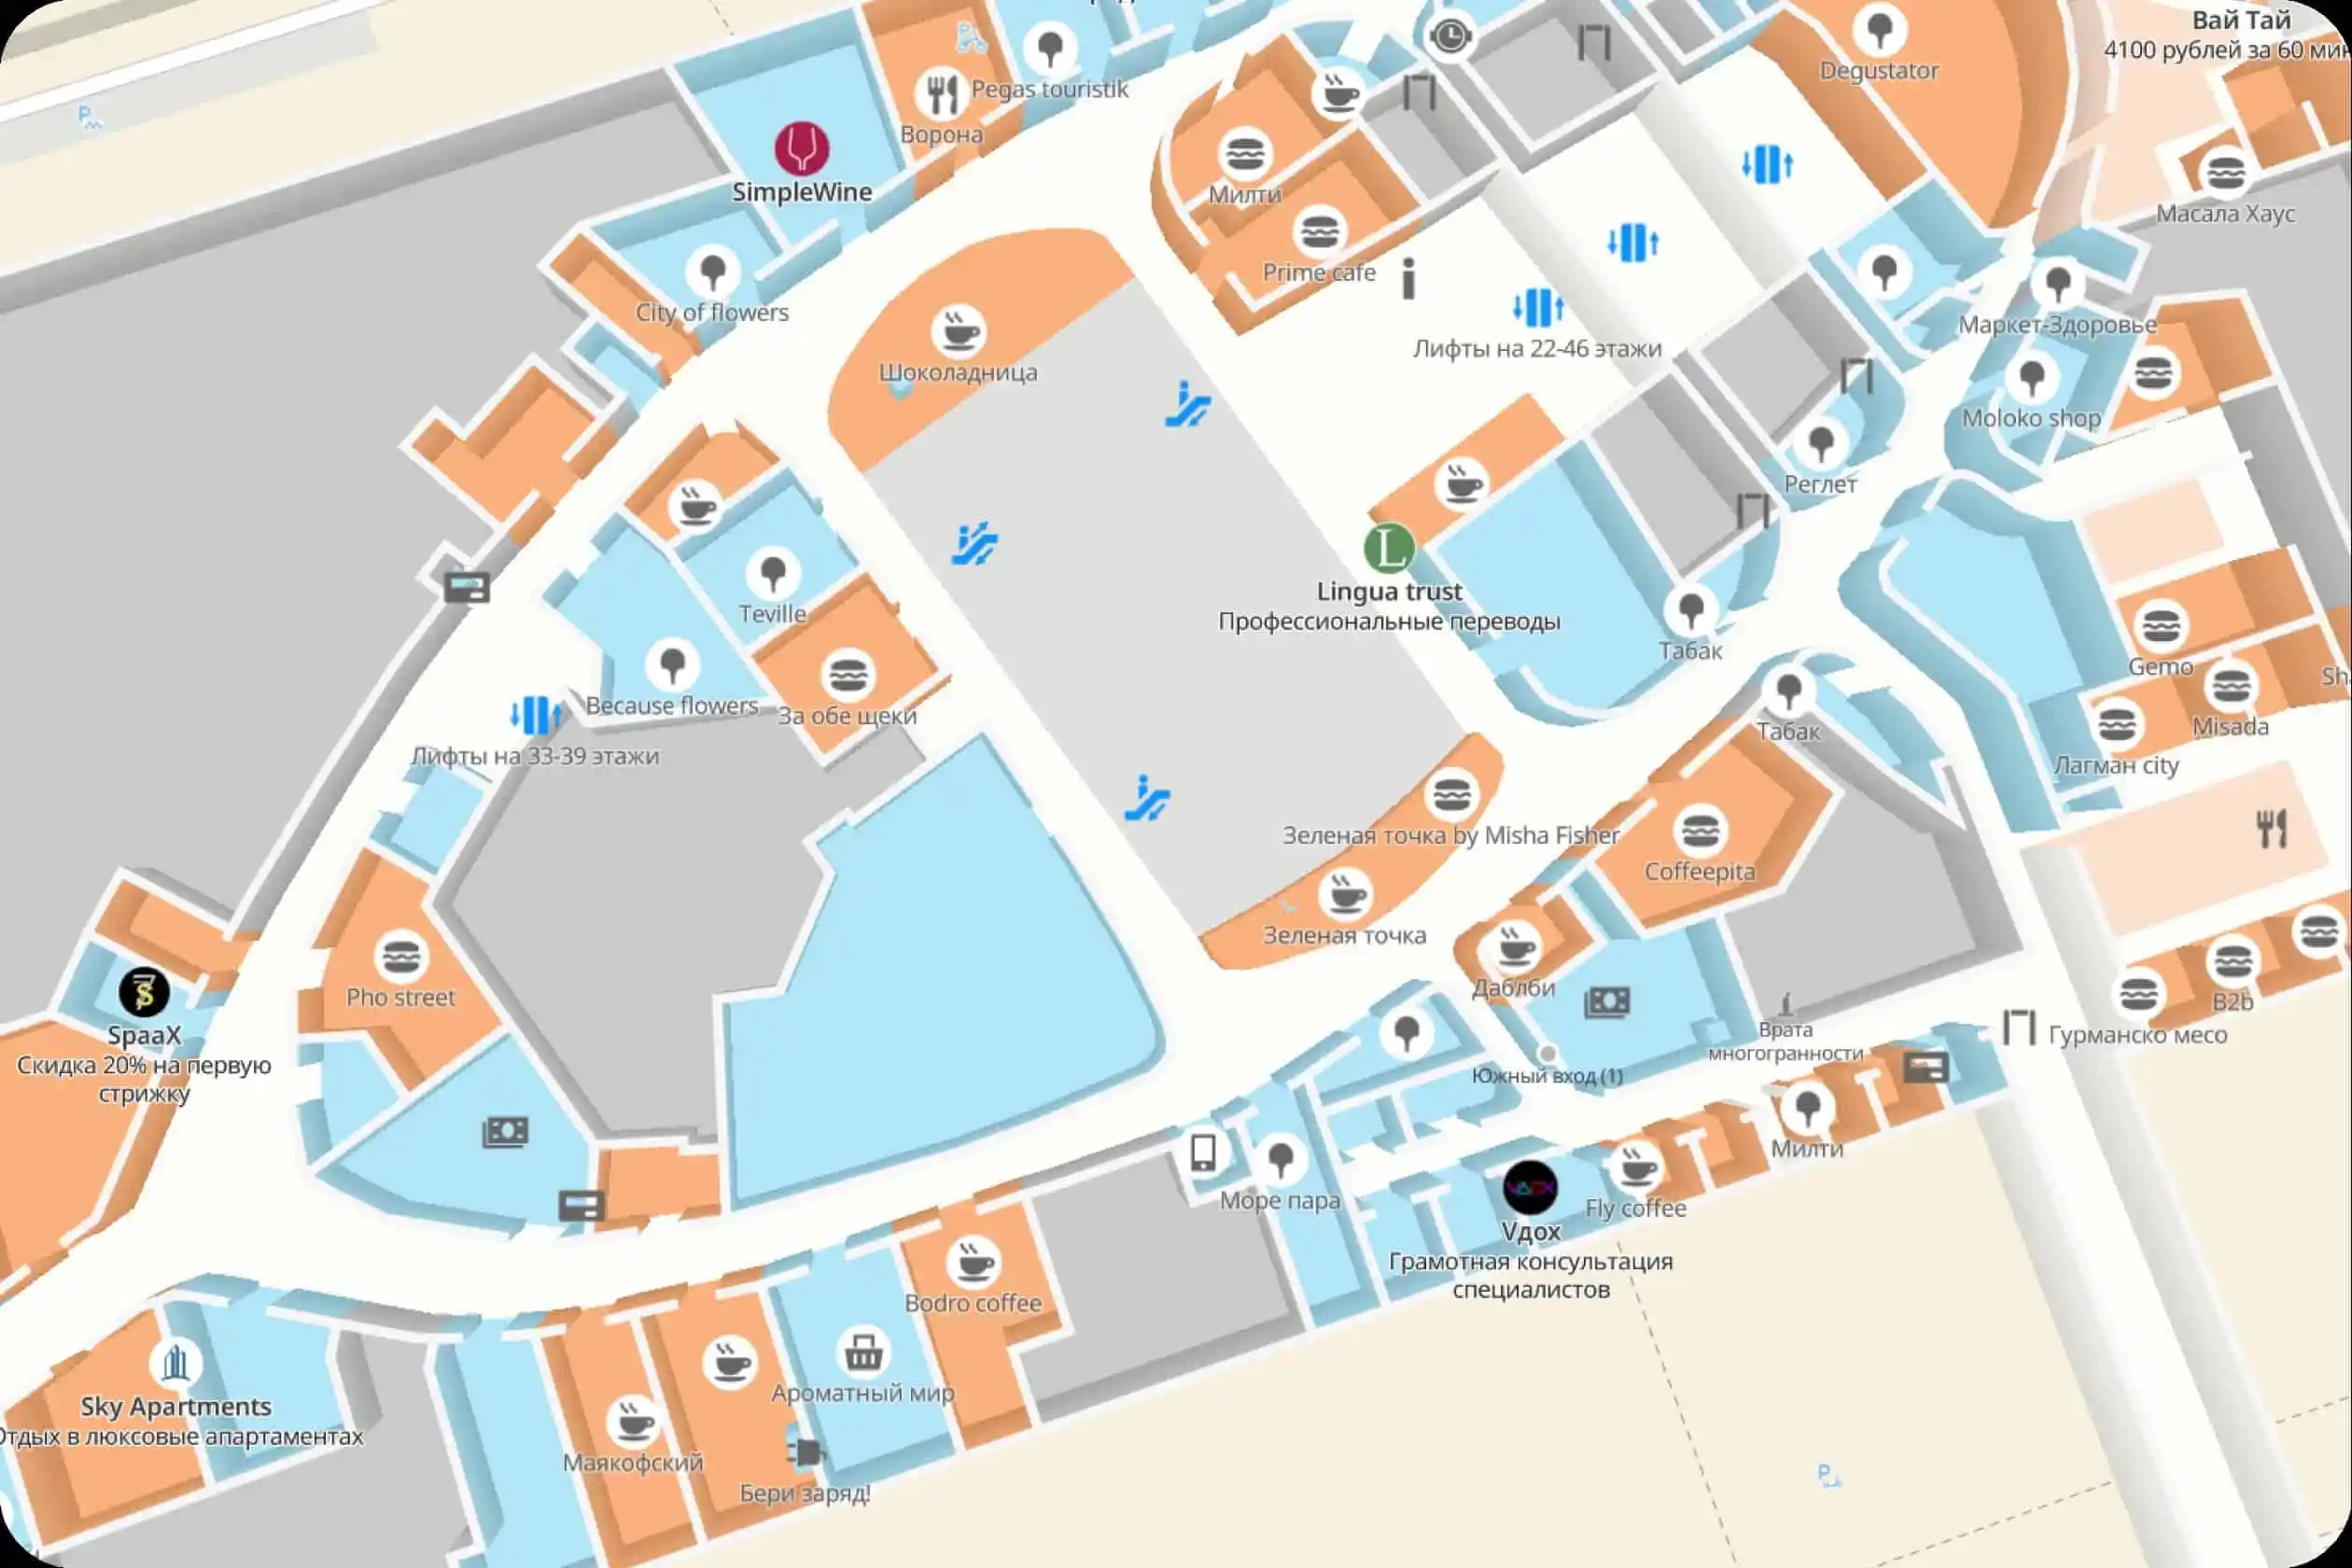 Вай Тай
4100 рублей за 60 мин
Degustator
Pegas touristik
Ворона
SimpleWine
Милти
Масала Хаус
Prime cafe
City of flowers
Маркет-Здоровье
Лифты на 22-46 этажи
Шоколадница
Moloko shop
Реглет
Lingua trust
Профессиональные переводы
Teville
Табак
Gemo
Because flowers
За обе щеки
Misada
Табак
Лифты на 33-39 этажи
Лагман city
Зеленая точка by Misha Fisher
Coffeepita
Зеленая точка
Даблби
Pho street
B2b
SpaaX
Скидка 20% на первую
стрижку
Врата
многогранности
Гурманско месо
Южный вход (1)
Милти
Море пара
Fly coffee
Vдох
Грамотная консультация
специалистов
Bodro coffee
Ароматный мир
Sky Apartments
Отдых в люксовые апартаментах
Маякофский
Бери заряд!